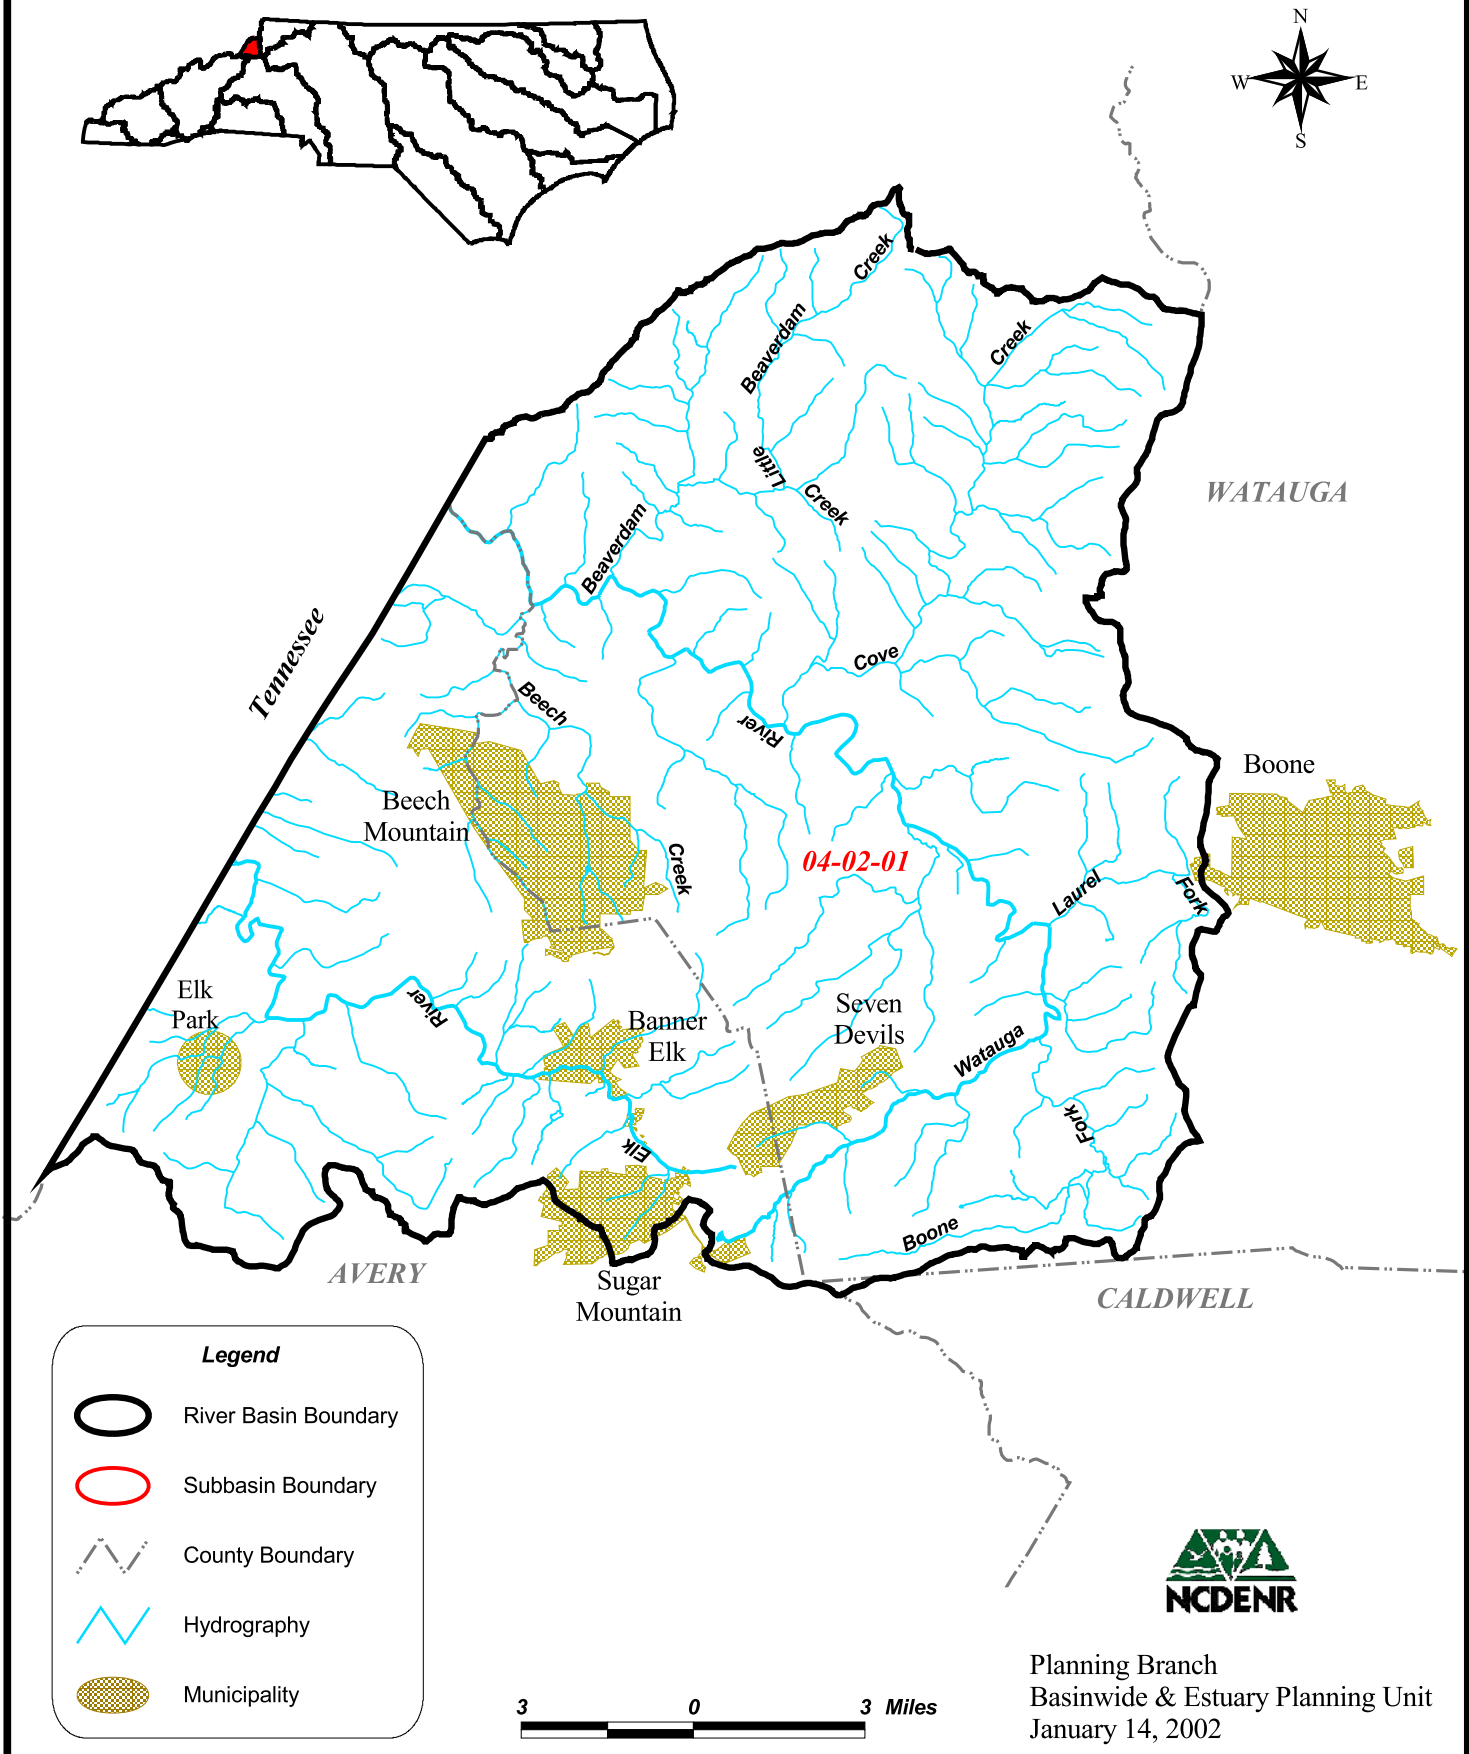 N
W
E
S
Creek
Beaverdam
Creek
Little
Creek
WATAUGA
Beaverdam
Tennessee
Cove
Beech
River
Boone
Beech
Mountain
04-02-01
Creek
Laurel
Fork
Elk
Park
River
Banner
Elk
Seven
Devils
Watauga
Fork
Elk
Boone
AVERY
Sugar
Mountain
CALDWELL
Legend
River Basin Boundary
Subbasin Boundary
County Boundary
Hydrography
Municipality
NCDENR
3 0 3 Miles
Planning Branch
Basinwide & Estuary Planning Unit
January 14, 2002